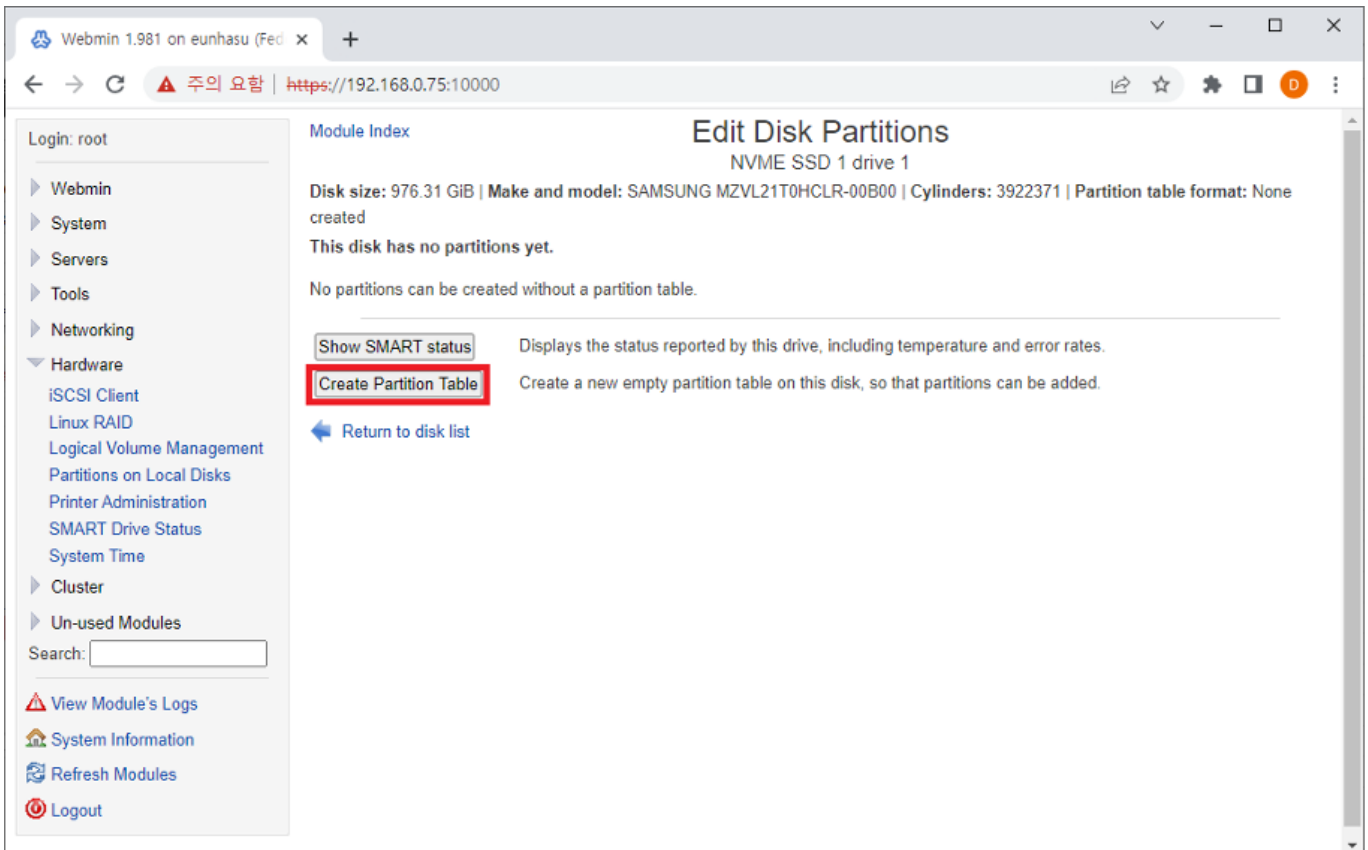 Webmin 1.981 on eunhasu (Fed
주의 요함 | https://192.168.0.75:10000
D
Login: root
Webmin
System
Servers
Tools
Networking
Hardware
iSCSI Client
Linux RAID
Logical Volume Management
Partitions on Local Disks
Printer Administration
SMART Drive Status
System Time
Cluster
Un-used Modules
Search:
View Module's Logs
System Information
Refresh Modules
Logout
Module Index
Edit Disk Partitions
NVME SSD 1 drive 1
Disk size: 976.31 GiB | Make and model: SAMSUNG MZVL21T0HCLR-00B00 | Cylinders: 3922371 | Partition table format: None
created
This disk has no partitions yet.
No partitions can be created without a partition table.
Show SMART status Displays the status reported by this drive, including temperature and error rates.
Create Partition Table Create a new empty partition table on this disk, so that partitions can be added.
Return to disk list